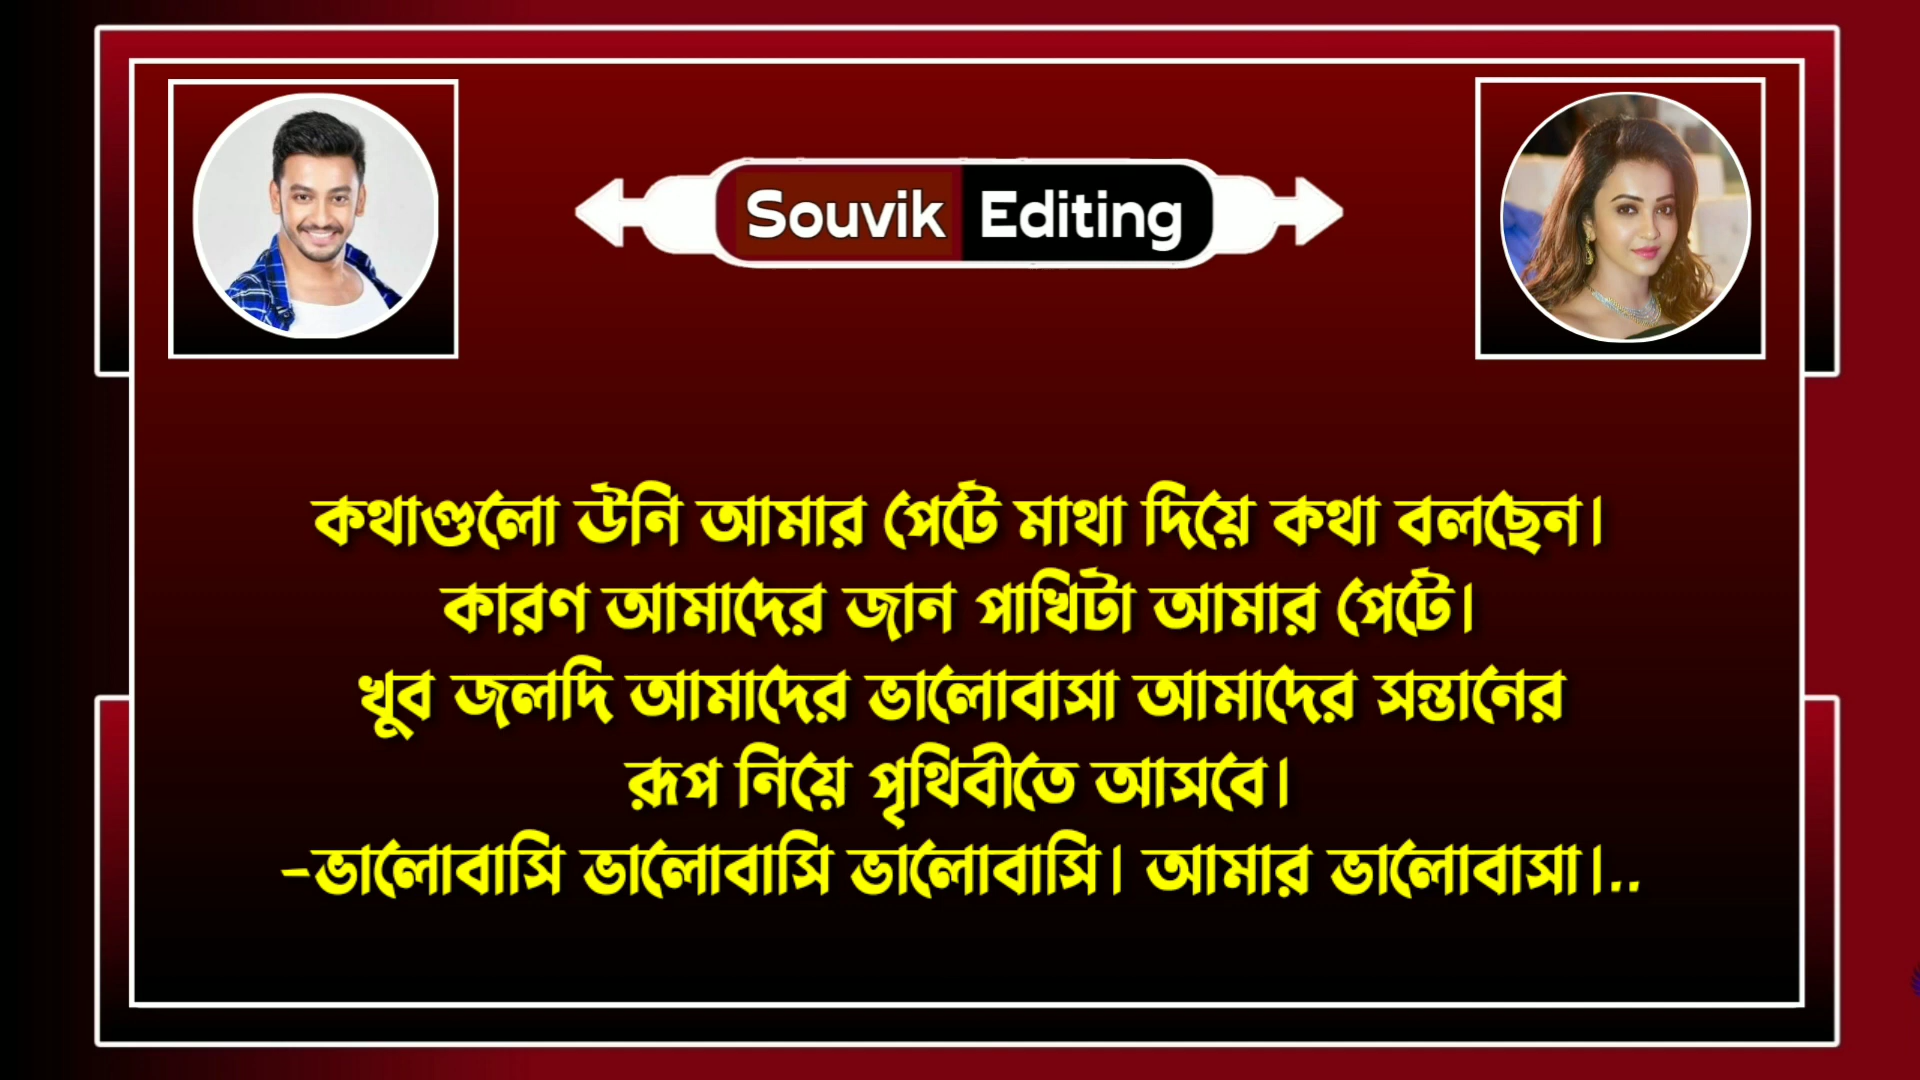 Souvik Editing
কথাগুলো উনি আমার পেটে মাথা দিয়ে কথা বলছেন।
কারণ আমাদের জান পাখিটা আমার পেটে।
খুব জলদি আমাদের ভালোবাসা আমাদের সন্তানের
রূপ নিয়ে পৃথিবীতে আসবে।
-ভালোবাসি ভালোবাসি ভালোবাসি। আমার ভালোবাসা।..